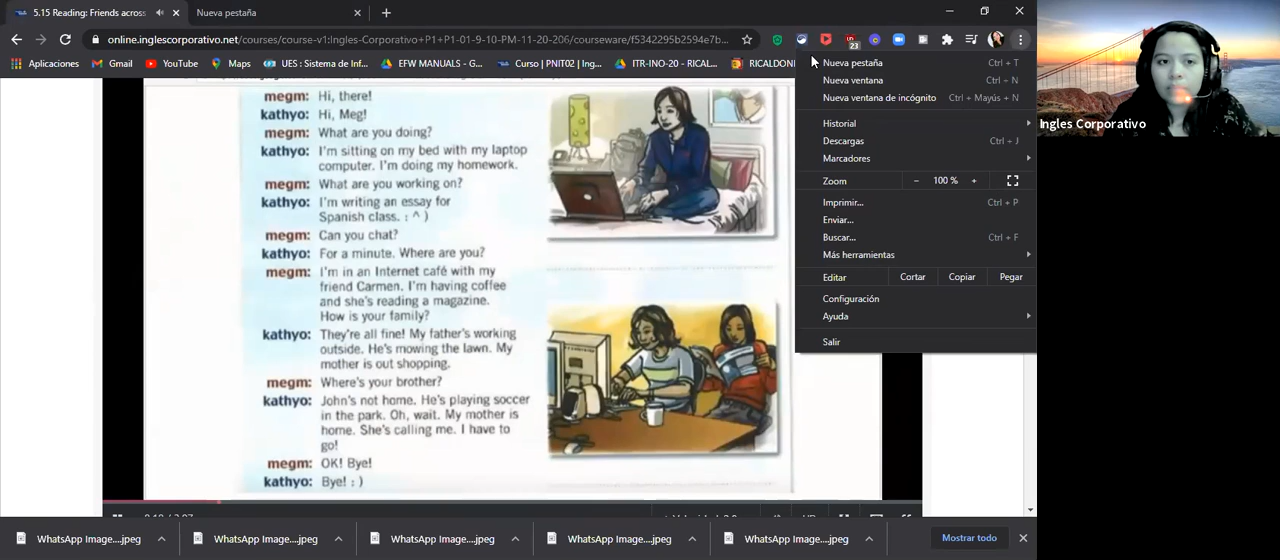 5.15 Reading: Friends across
Nueva pestaña
online.inglescorporativo.net/courses/course-v1:Ingles-Corporativo+P1+P1-01-9-10-PM-11-20-206/courseware/f5342295b2594e7b...
23
Aplicaciones
Gmail
YouTube
Maps
UES : Sistema de Inf...
EFW MANUALS - G...
Curso | PNIT02 | Ing...
ITR-INO-20 - RICAL...
RICALDON
megm: Hi, there!
kathyo: Hi, Meg!
megm: What are you doing?
kathyo: I'm sitting on my bed with my laptop
computer. I'm doing my homework.
megm: What are you working on?
kathyo: I'm writing an essay for
Spanish class. : ^ )
megm: Can you chat?
kathyo: For a minute. Where are you?
megm: I'm in an Internet café with my
friend Carmen. I'm having coffee
and she's reading a magazine.
How is your family?
kathyo: They're all fine! My father's working
outside. He's mowing the lawn. My
mother is out shopping.
megm: Where's your brother?
kathyo: John's not home. He's playing soccer
in the park. Oh, wait. My mother is
home. She's calling me. I have to
go!
megm: OK! Bye!
kathyo: Bye! : )
Nueva pestaña Ctrl + T
Nueva ventana Ctrl + N
Nueva ventana de incógnito Ctrl + Mayús + N
Historial
Descargas Ctrl + J
Marcadores
Zoom − 100 % +
Imprimir... Ctrl + P
Enviar...
Buscar... Ctrl + F
Más herramientas
Editar Cortar Copiar Pegar
Configuración
Ayuda
Salir
Ingles Corporativo
WhatsApp Image....jpeg
WhatsApp Image....jpeg
WhatsApp Image....jpeg
WhatsApp Image....jpeg
WhatsApp Image....jpeg
Mostrar todo